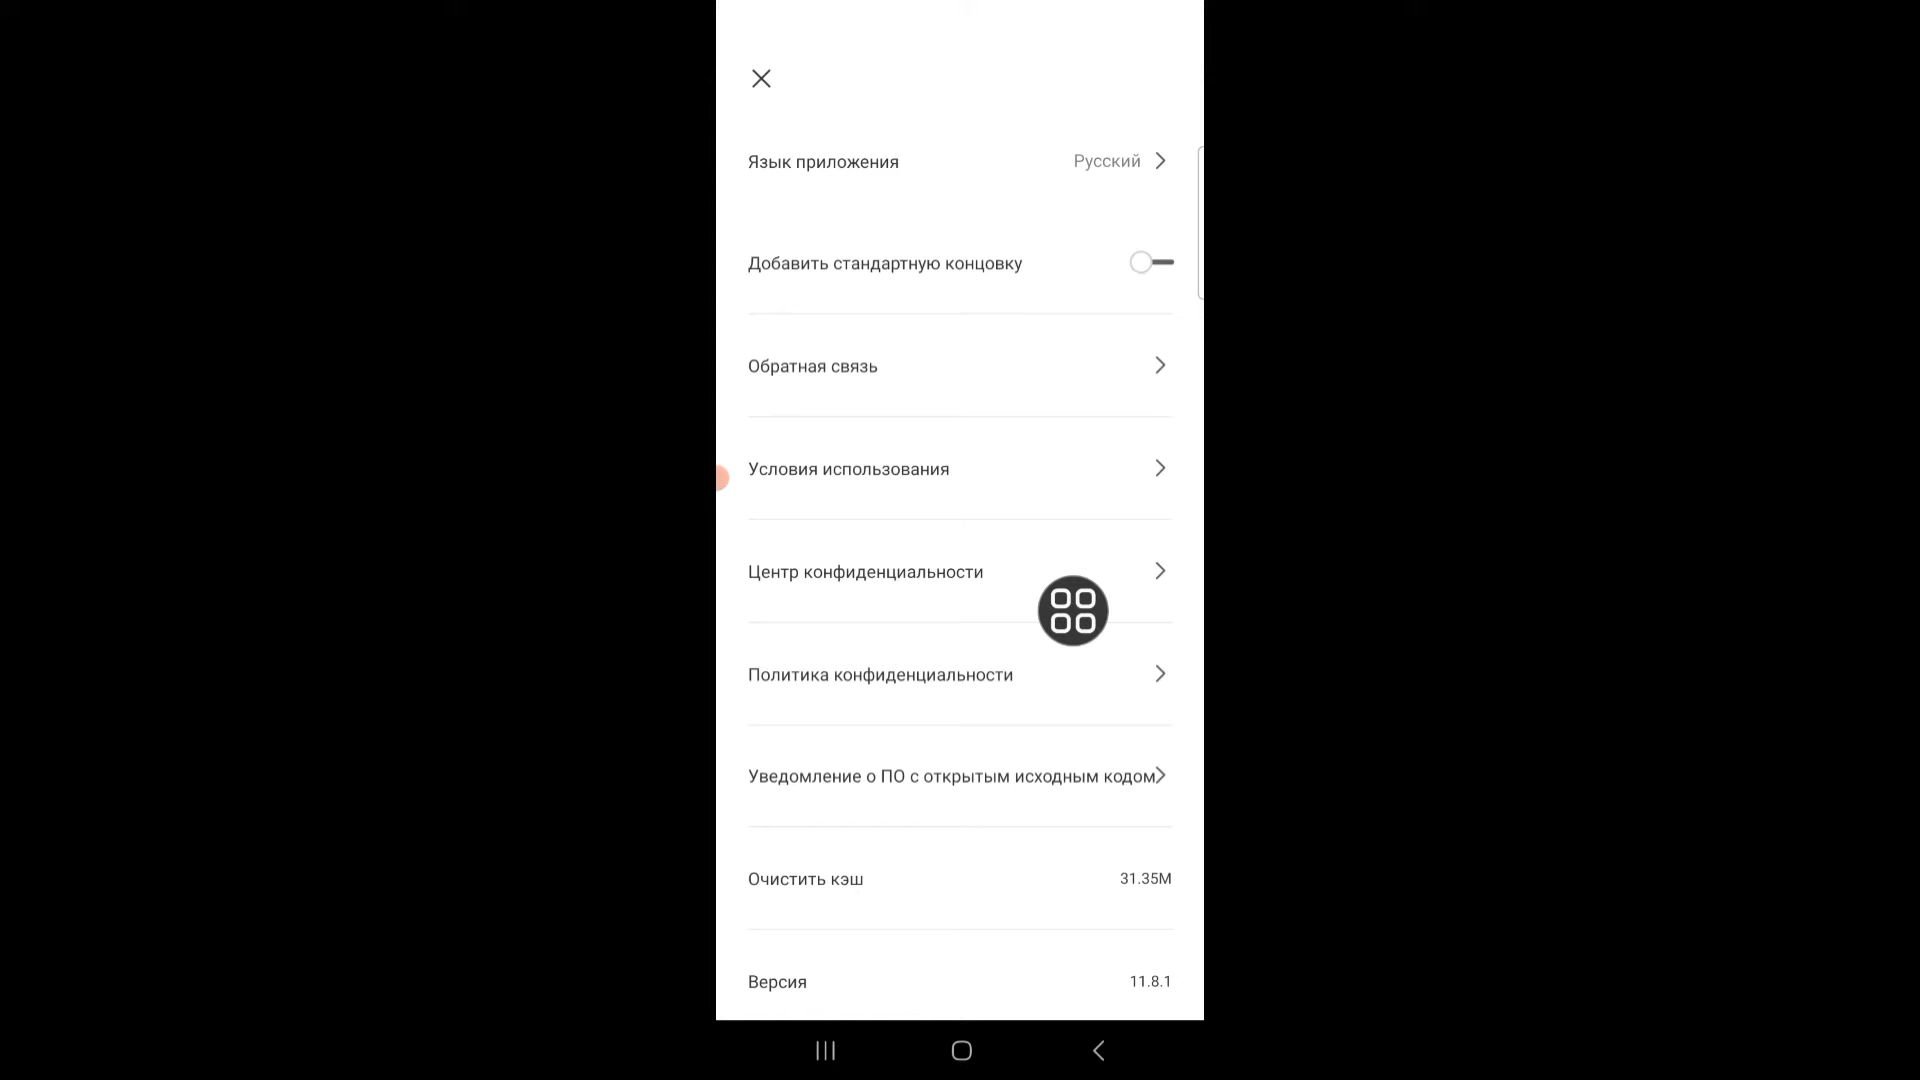 Язык приложения Русский
Добавить стандартную концовку
Обратная связь
Условия использования
Центр конфиденциальности
Политика конфиденциальности
Уведомление о ПО с открытым исходным кодом
Очистить кэш 31.35M
Версия 11.8.1